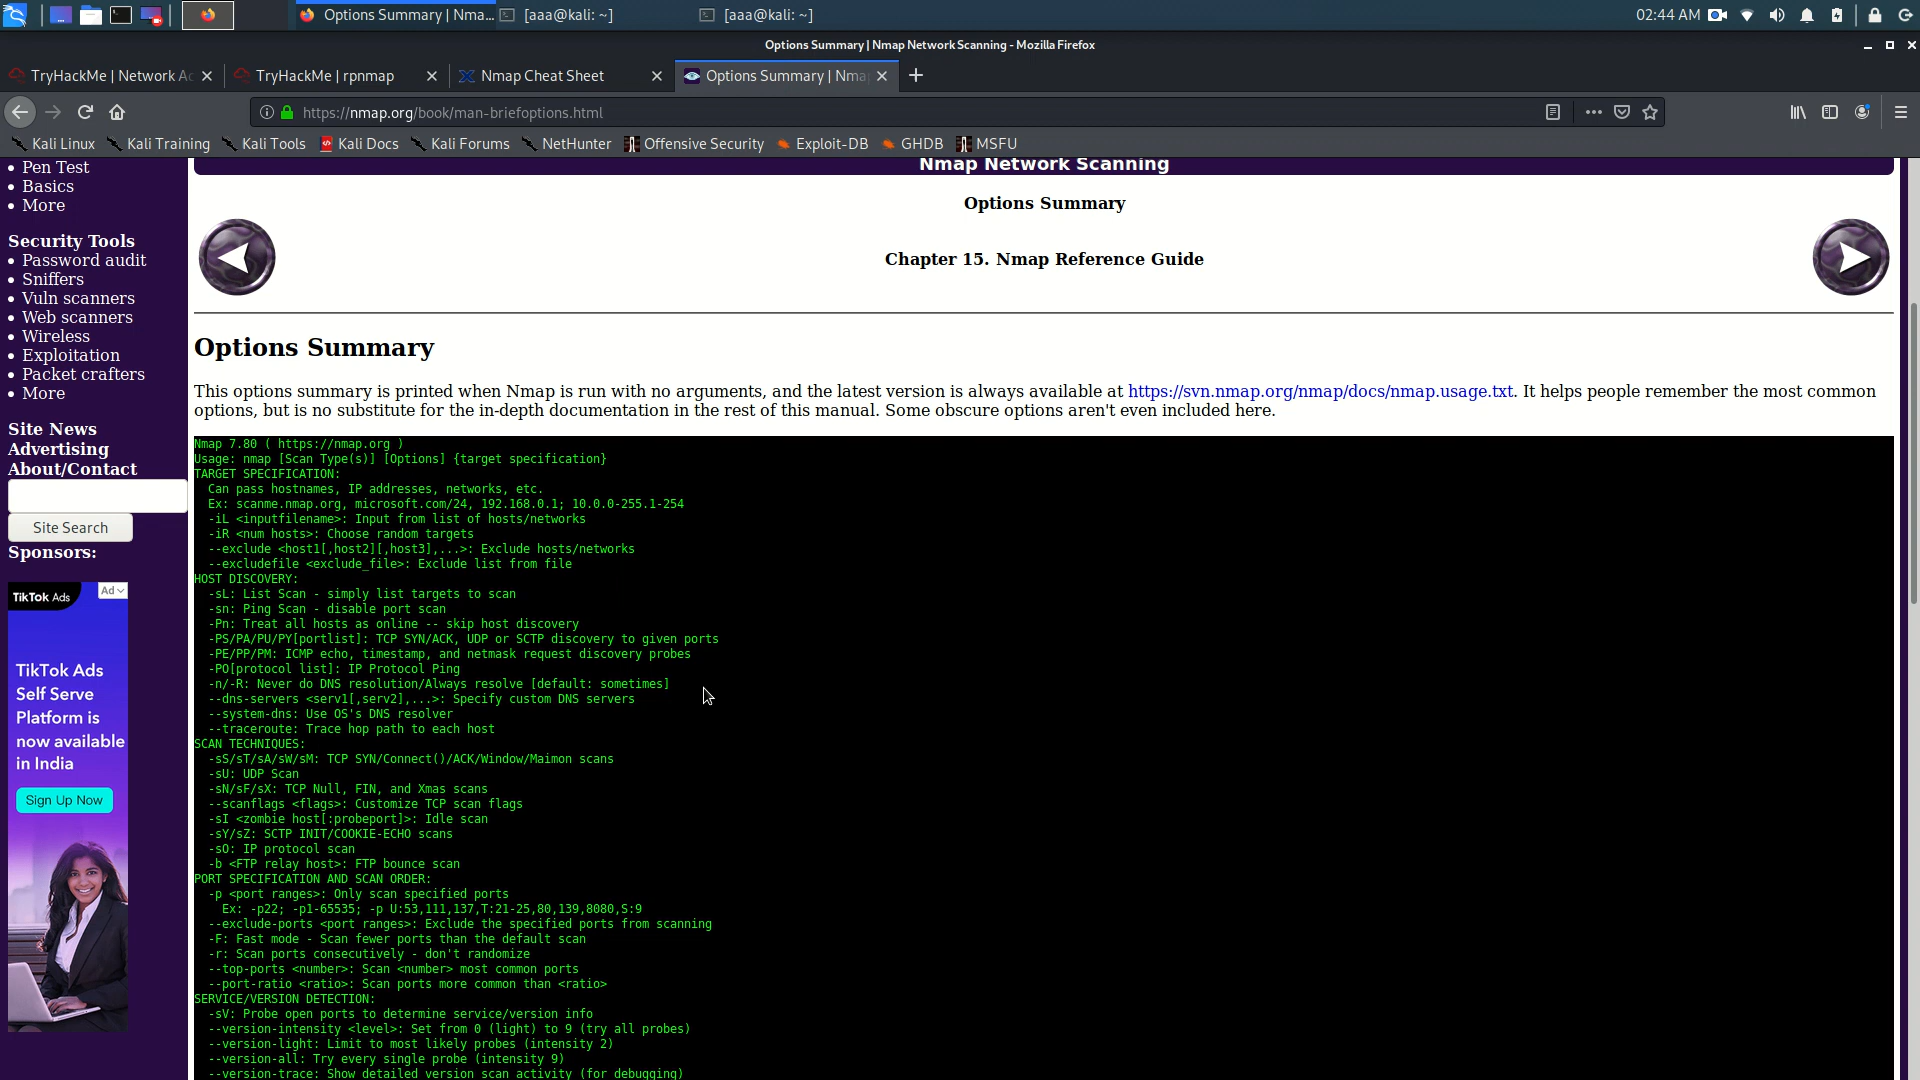 Options Summary | Nma...
[aaa@kali: ~]
[aaa@kali: ~]
02:44 AM
Options Summary | Nmap Network Scanning - Mozilla Firefox
TryHackMe | Network Ac
TryHackMe | rpnmap
Nmap Cheat Sheet
Options Summary | Nma
https://nmap.org/book/man-briefoptions.html
Kali Linux
Kali Training
Kali Tools
Kali Docs
Kali Forums
NetHunter
Offensive Security
Exploit-DB
GHDB
MSFU
Pen Test
Basics
More
Security Tools
Password audit
Sniffers
Vuln scanners
Web scanners
Wireless
Exploitation
Packet crafters
More
Site News
Advertising
About/Contact
Site Search
Sponsors:
TikTok Ads
Ad
TikTok Ads
Self Serve
Platform is
now available
in India
Sign Up Now
Nmap Network Scanning
Options Summary
Chapter 15. Nmap Reference Guide
Options Summary
This options summary is printed when Nmap is run with no arguments, and the latest version is always available at https://svn.nmap.org/nmap/docs/nmap.usage.txt. It helps people remember the most common
options, but is no substitute for the in-depth documentation in the rest of this manual. Some obscure options aren't even included here.
Nmap 7.80 ( https://nmap.org )
Usage: nmap [Scan Type(s)] [Options] {target specification}
TARGET SPECIFICATION:
  Can pass hostnames, IP addresses, networks, etc.
  Ex: scanme.nmap.org, microsoft.com/24, 192.168.0.1; 10.0.0-255.1-254
  -iL <inputfilename>: Input from list of hosts/networks
  -iR <num hosts>: Choose random targets
  --exclude <host1[,host2][,host3],...>: Exclude hosts/networks
  --excludefile <exclude_file>: Exclude list from file
HOST DISCOVERY:
  -sL: List Scan - simply list targets to scan
  -sn: Ping Scan - disable port scan
  -Pn: Treat all hosts as online -- skip host discovery
  -PS/PA/PU/PY[portlist]: TCP SYN/ACK, UDP or SCTP discovery to given ports
  -PE/PP/PM: ICMP echo, timestamp, and netmask request discovery probes
  -PO[protocol list]: IP Protocol Ping
  -n/-R: Never do DNS resolution/Always resolve [default: sometimes]
  --dns-servers <serv1[,serv2],...>: Specify custom DNS servers
  --system-dns: Use OS's DNS resolver
  --traceroute: Trace hop path to each host
SCAN TECHNIQUES:
  -sS/sT/sA/sW/sM: TCP SYN/Connect()/ACK/Window/Maimon scans
  -sU: UDP Scan
  -sN/sF/sX: TCP Null, FIN, and Xmas scans
  --scanflags <flags>: Customize TCP scan flags
  -sI <zombie host[:probeport]>: Idle scan
  -sY/sZ: SCTP INIT/COOKIE-ECHO scans
  -sO: IP protocol scan
  -b <FTP relay host>: FTP bounce scan
PORT SPECIFICATION AND SCAN ORDER:
  -p <port ranges>: Only scan specified ports
    Ex: -p22; -p1-65535; -p U:53,111,137,T:21-25,80,139,8080,S:9
  --exclude-ports <port ranges>: Exclude the specified ports from scanning
  -F: Fast mode - Scan fewer ports than the default scan
  -r: Scan ports consecutively - don't randomize
  --top-ports <number>: Scan <number> most common ports
  --port-ratio <ratio>: Scan ports more common than <ratio>
SERVICE/VERSION DETECTION:
  -sV: Probe open ports to determine service/version info
  --version-intensity <level>: Set from 0 (light) to 9 (try all probes)
  --version-light: Limit to most likely probes (intensity 2)
  --version-all: Try every single probe (intensity 9)
  --version-trace: Show detailed version scan activity (for debugging)